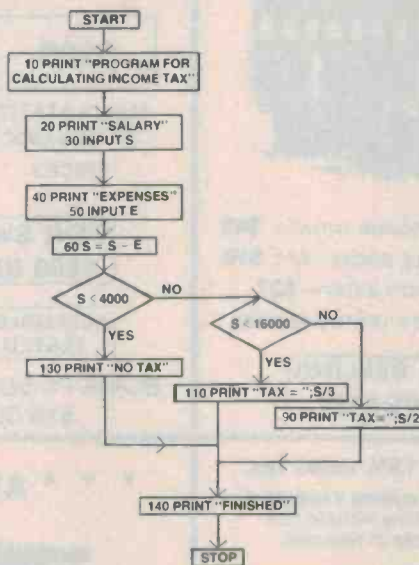 START
10 PRINT "PROGRAM FOR
CALCULATING INCOME TAX"
20 PRINT "SALARY"
30 INPUT S
40 PRINT "EXPENSES"
50 INPUT E
60 S = S - E
S < 4000
NO
YES
S < 16000
NO
YES
130 PRINT "NO TAX"
110 PRINT "TAX = ";S/3
90 PRINT "TAX=";S/2
140 PRINT "FINISHED"
STOP